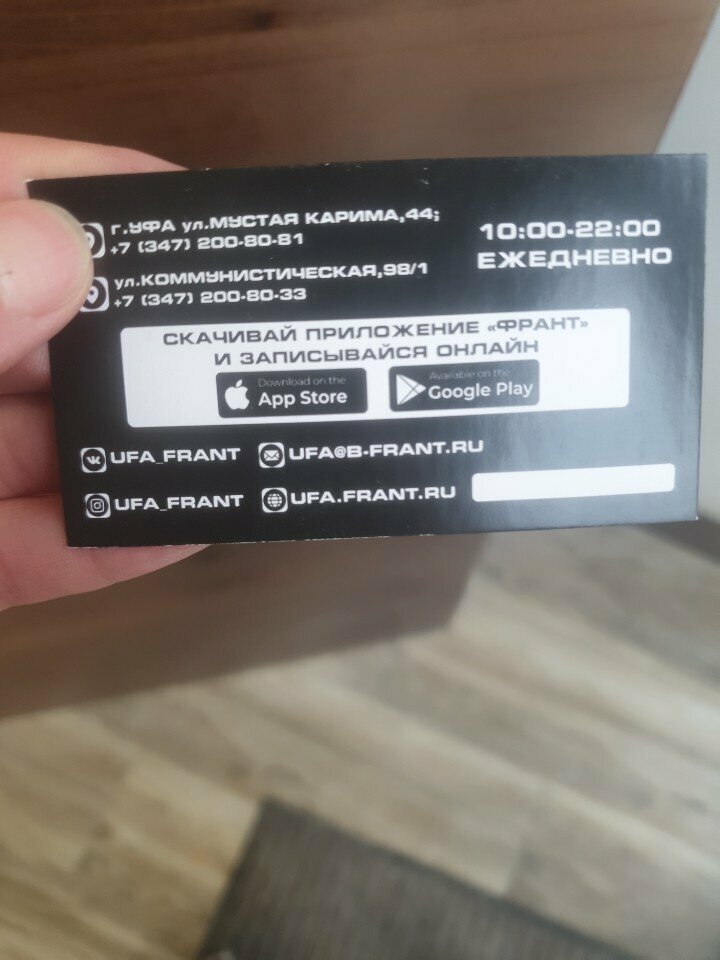 г.УФА ул.МУСТАЯ КАРИМА,44;
+7 (347) 200-80-81
ул.КОММУНИСТИЧЕСКАЯ,98/1
+7 (347) 200-80-33
10:00-22:00
ЕЖЕДНЕВНО
СКАЧИВАЙ ПРИЛОЖЕНИЕ «ФРАНТ»
И ЗАПИСЫВАЙСЯ ОНЛАЙН
Download on the
App Store
Available on the
Google Play
UFA_FRANT
UFA@B-FRANT.RU
UFA_FRANT
UFA.FRANT.RU